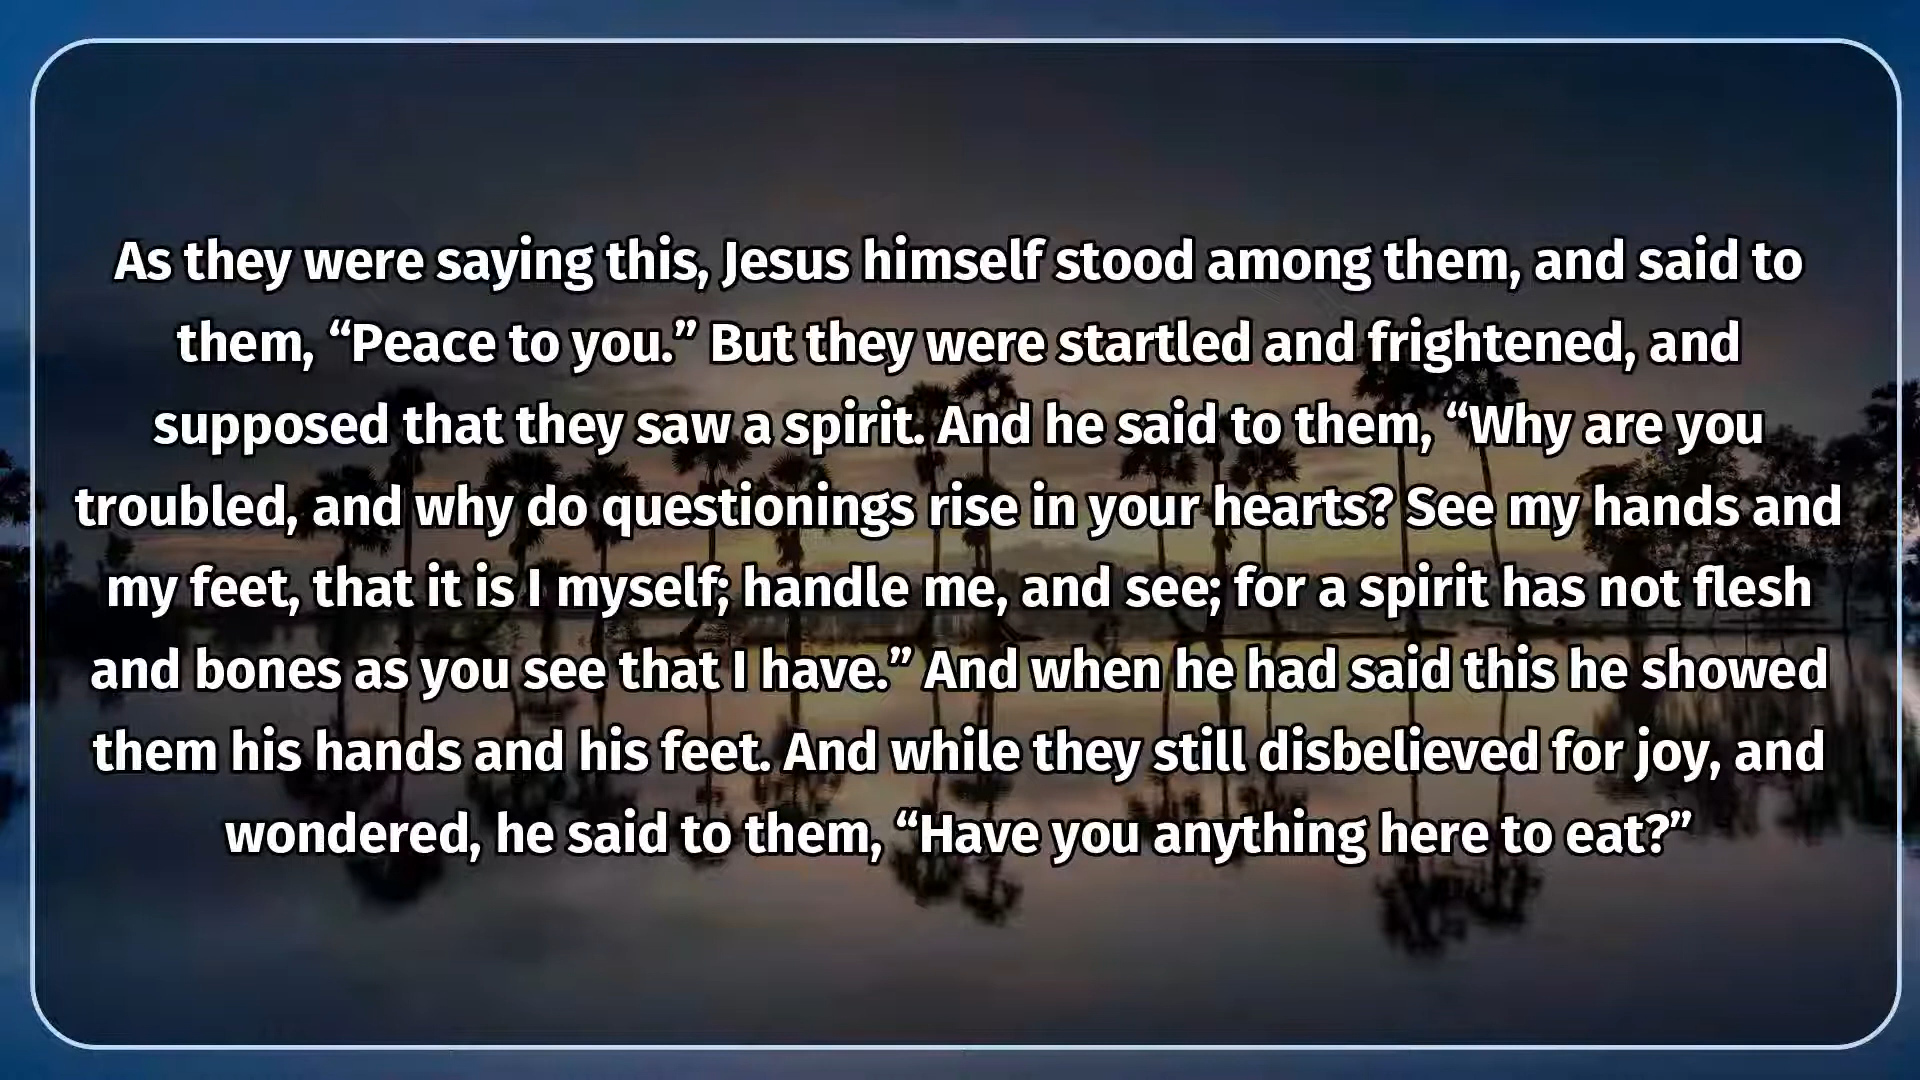 As they were saying this, Jesus himself stood among them, and said to
them, “Peace to you.” But they were startled and frightened, and
supposed that they saw a spirit. And he said to them, “Why are you
troubled, and why do questionings rise in your hearts? See my hands and
my feet, that it is I myself; handle me, and see; for a spirit has not flesh
and bones as you see that I have.” And when he had said this he showed
them his hands and his feet. And while they still disbelieved for joy, and
wondered, he said to them, “Have you anything here to eat?”